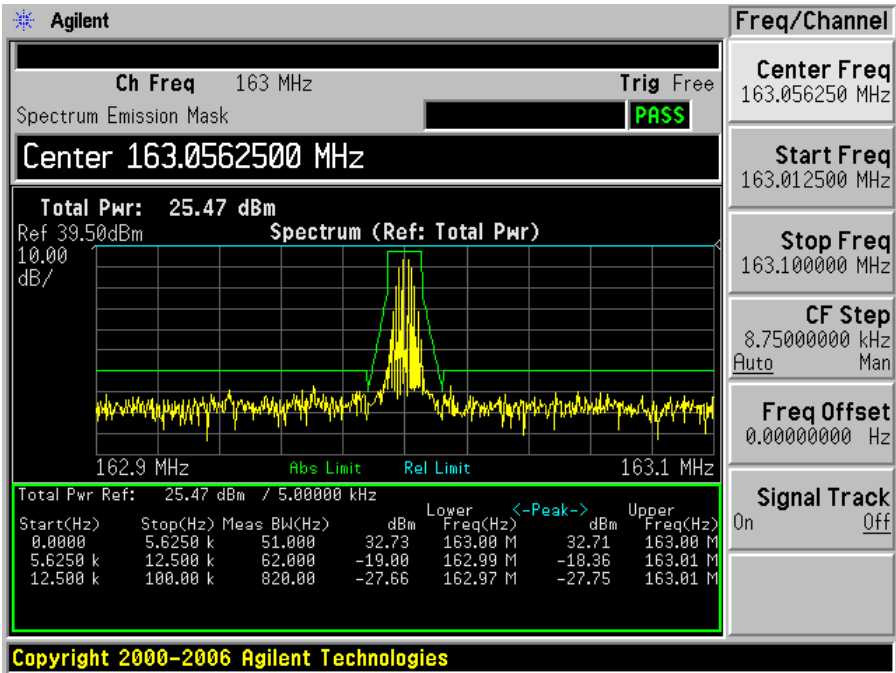 Agilent
Freq/Channel
Ch Freq 163 MHz Trig Free
Spectrum Emission Mask PASS
Center 163.0562500 MHz
Total Pwr: 25.47 dBm
Ref 39.50dBm Spectrum (Ref: Total Pwr)
10.00
dB/
162.9 MHz Abs Limit Rel Limit 163.1 MHz
Total Pwr Ref: 25.47 dBm / 5.00000 kHz
Lower <-Peak-> Upper
Start(Hz) Stop(Hz) Meas BW(Hz) dBm Freq(Hz) dBm Freq(Hz)
0.0000 5.6250 k 51.000 32.73 163.00 M 32.71 163.00 M
5.6250 k 12.500 k 62.000 -19.00 162.99 M -18.36 163.01 M
12.500 k 100.00 k 820.00 -27.66 162.97 M -27.75 163.01 M
Center Freq
163.056250 MHz
Start Freq
163.012500 MHz
Stop Freq
163.100000 MHz
CF Step
8.75000000 kHz
Auto Man
Freq Offset
0.00000000 Hz
Signal Track
On Off
Copyright 2000-2006 Agilent Technologies